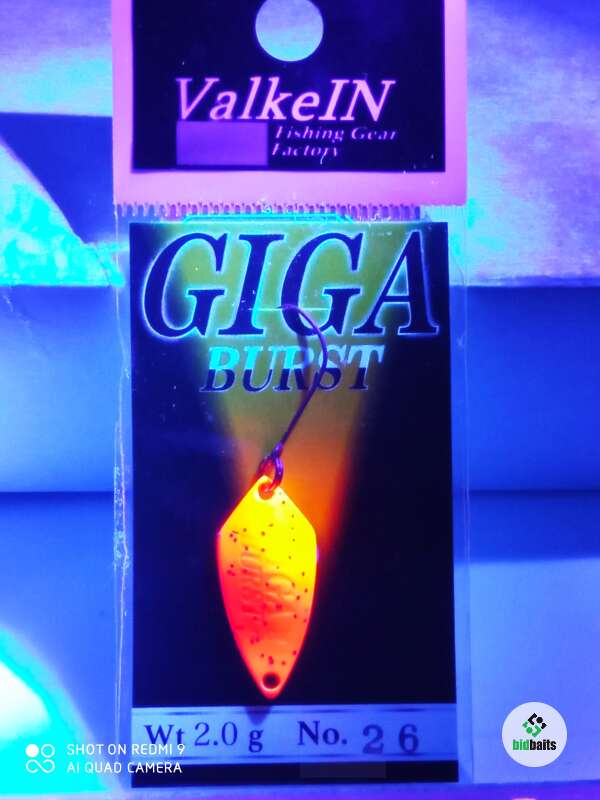 ValkeIN
Fishing Gear
Factory
GIGA
BURST
Wt 2.0 g No. 26
SHOT ON REDMI 9
AI QUAD CAMERA
bidbaits